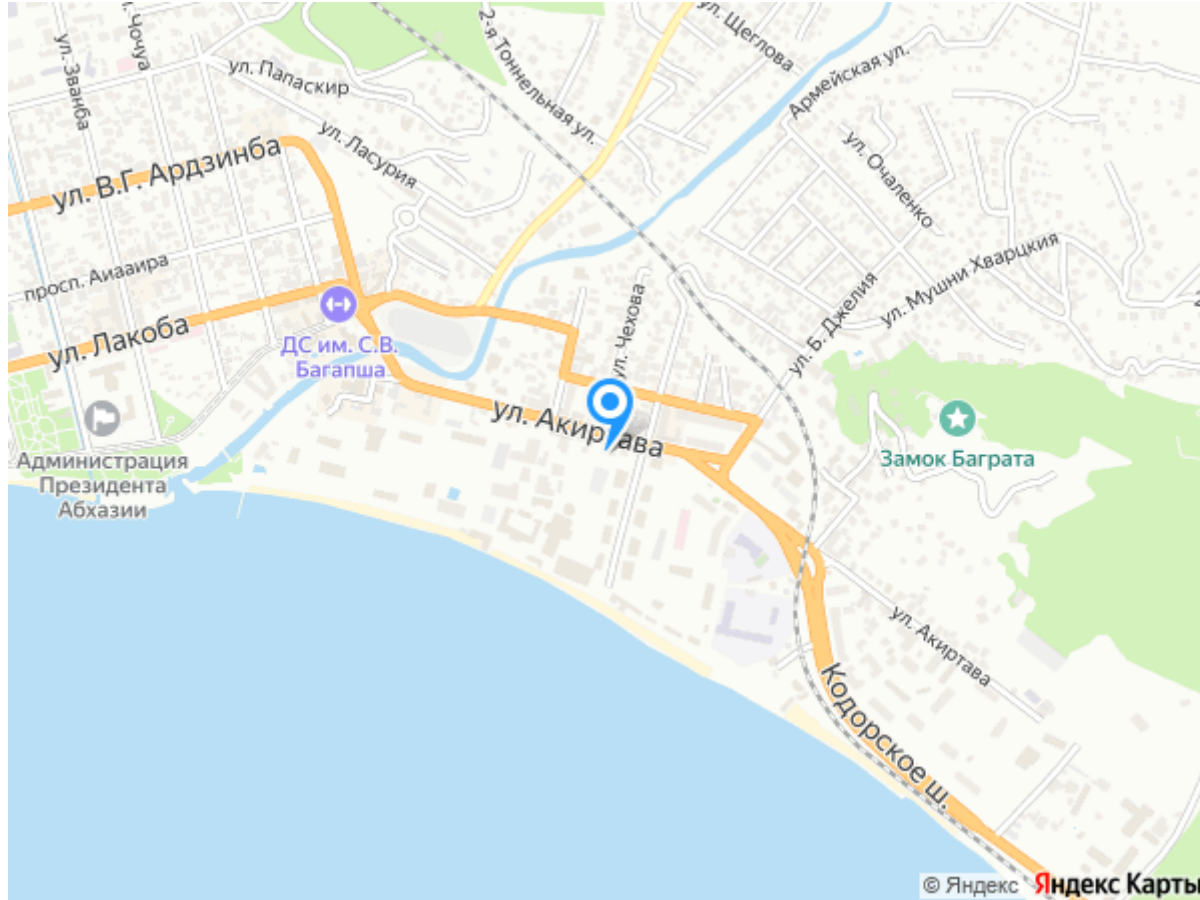 ул. Чочуа
ул. Званба
ул. Папаскир
2-я Тоннельная ул.
ул. Щеглова
Армейская ул.
ул. Ласурия
ул. В.Г. Ардзинба
ул. Очаленко
просп. Аиааира
ул. Мушни Хварцкия
ул. Б. Джелия
ул. Чехова
ул. Лакоба
ДС им. С.В.
Багапша
ул. Акиртава
Администрация
Президента
Абхазии
Замок Баграта
ул. Акиртава
Кодорское ш.
© Яндекс Яндекс Карты